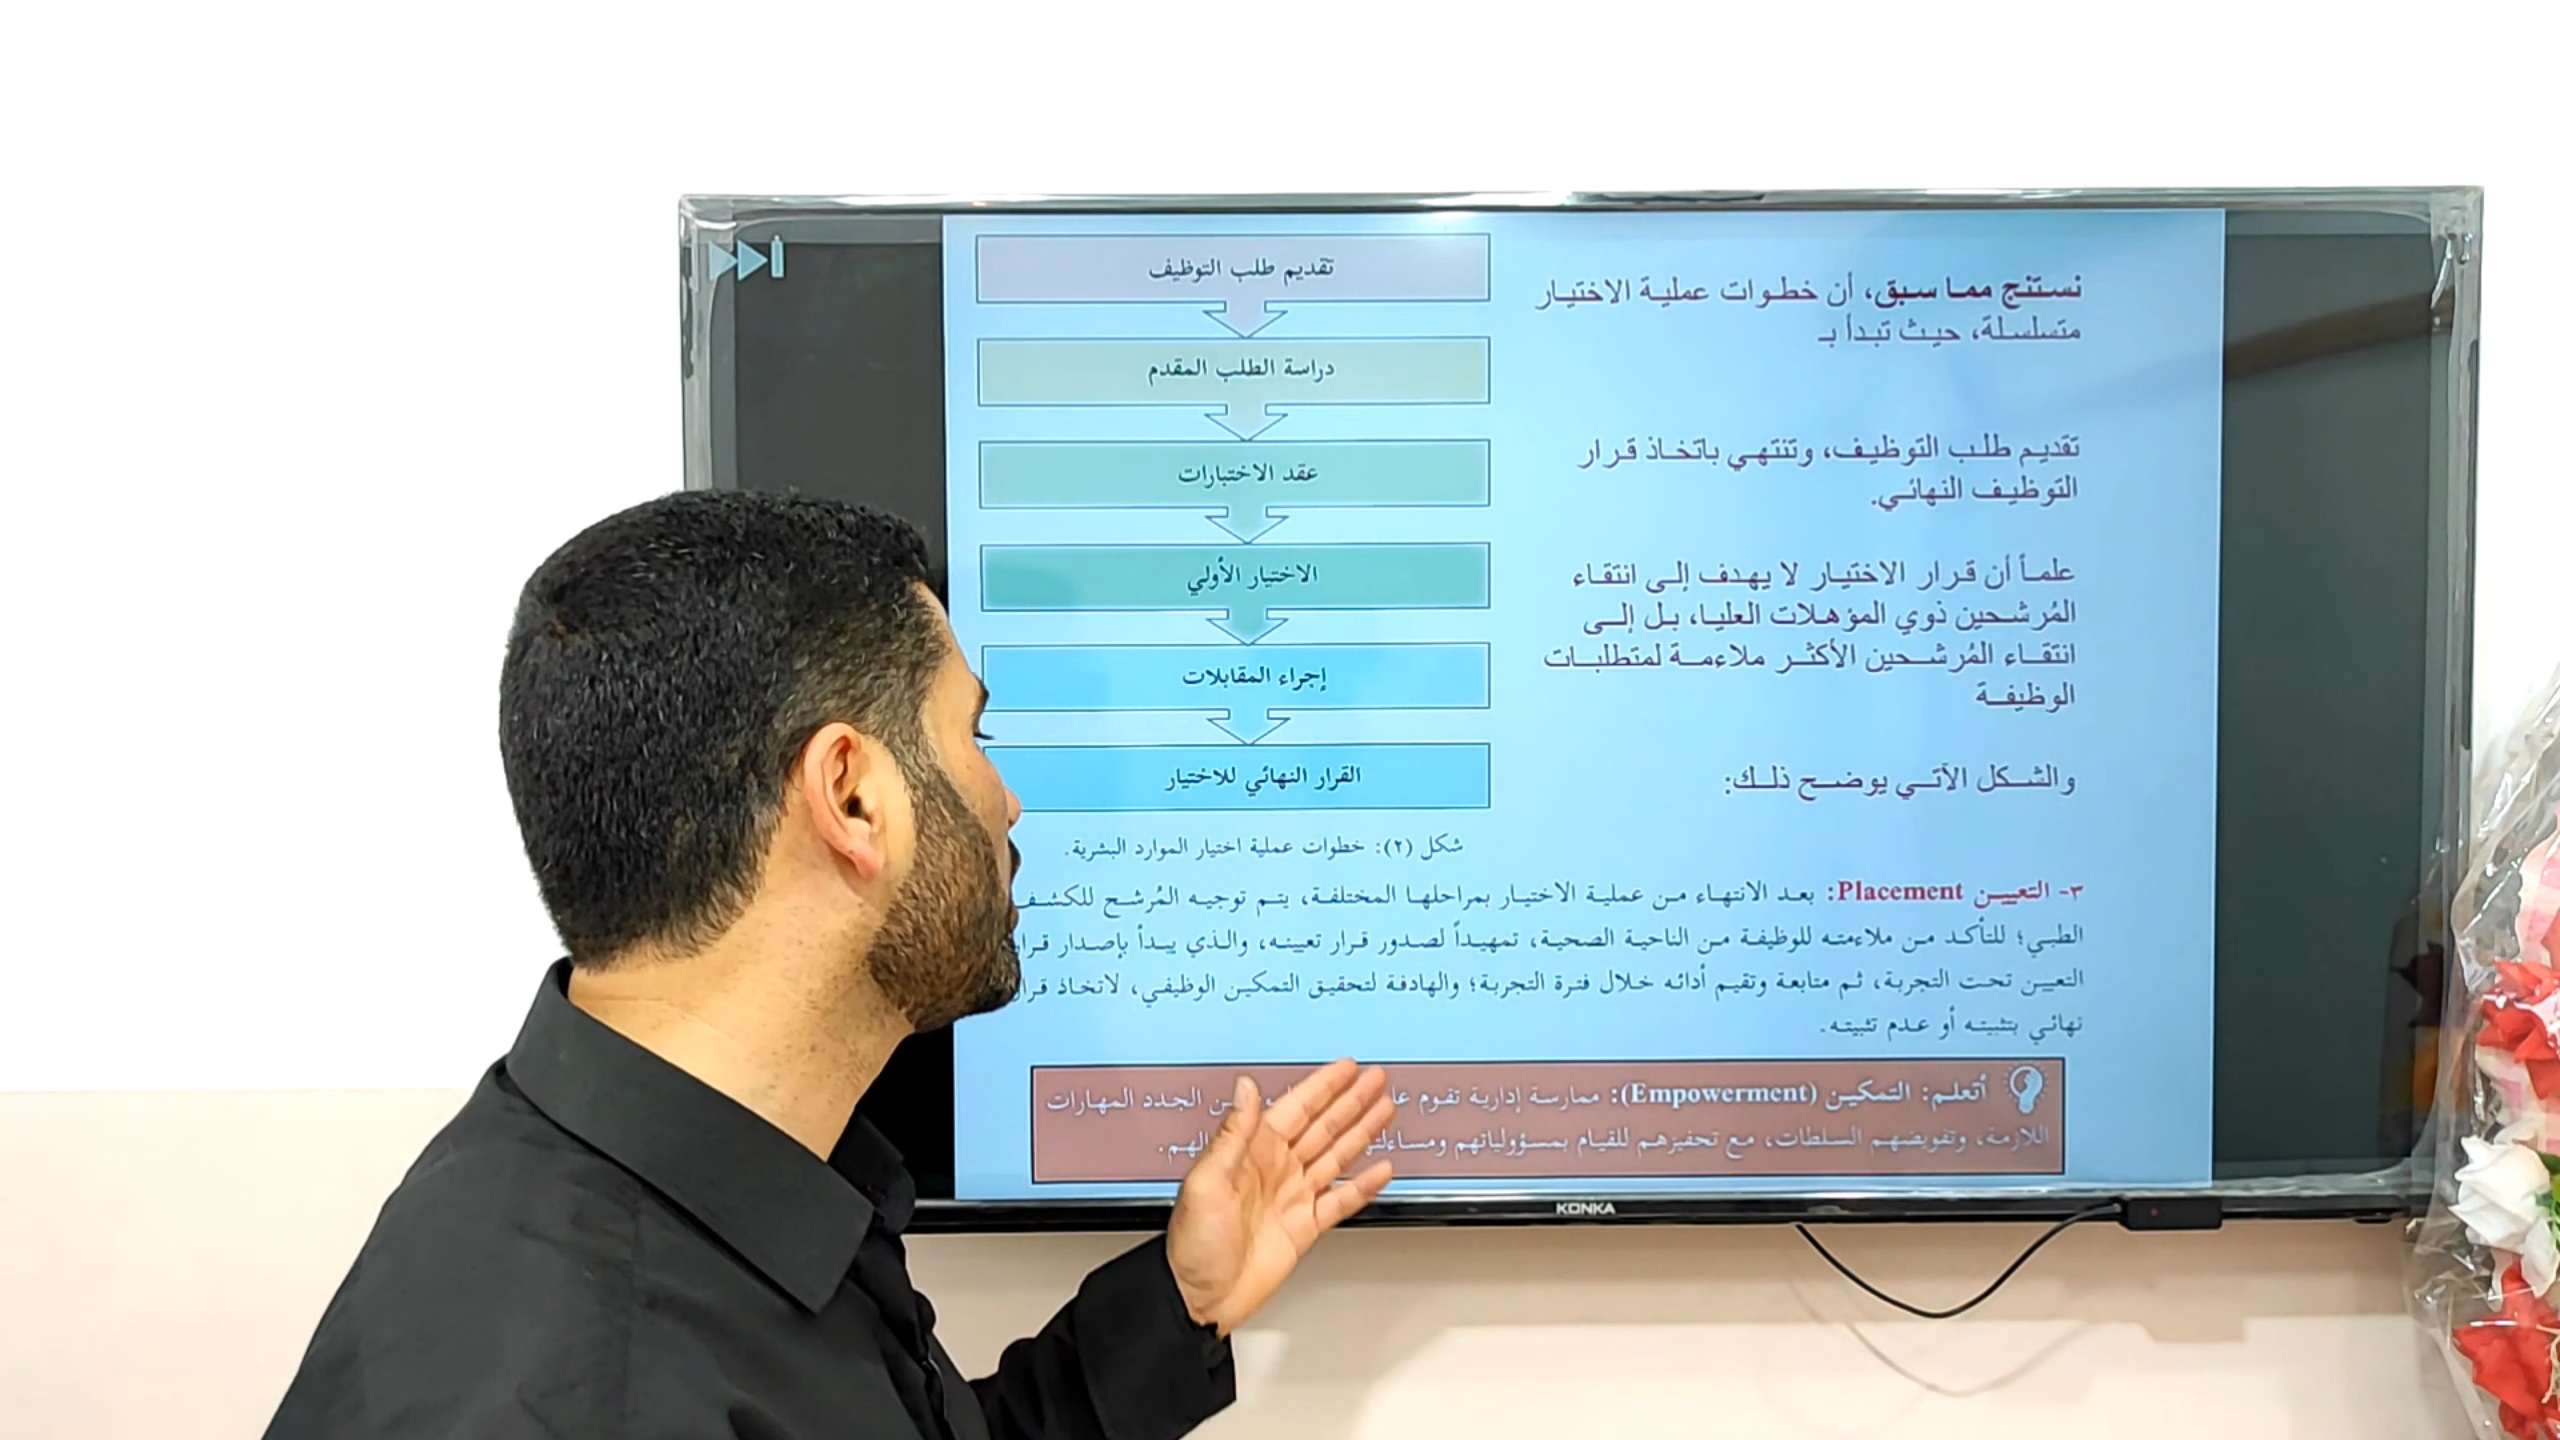 نستنج مما سبق، أن خطوات عملية الاختيار
متسلسلة، حيث تبدأ بـ
تقديم طلب التوظيف، وتنتهي باتخاذ قرار
التوظيف النهائي.
علماً أن قرار الاختيار لا يهدف إلى انتقاء
المُرشحين ذوي المؤهلات العليا، بل إلى
انتقاء المُرشحين الأكثر ملاءمة لمتطلبات
الوظيفة
والشكل الآتي يوضح ذلك:
تقديم طلب التوظيف
دراسة الطلب المقدم
عقد الاختبارات
الاختيار الأولي
إجراء المقابلات
القرار النهائي للاختيار
شكل (٢): خطوات عملية اختيار الموارد البشرية.
٣- التعيين Placement: بعد الانتهاء من عملية الاختيار بمراحلها المختلفة، يتم توجيه المُرشح للكشف
الطبي؛ للتأكد من ملاءمته للوظيفة من الناحية الصحية، تمهيداً لصدور قرار تعيينه، والذي يبدأ بإصدار قرار
التعيين تحت التجربة، ثم متابعة وتقيم أدائه خلال فترة التجربة؛ والهادفة لتحقيق التمكين الوظيفي، لاتخاذ قرار
نهائي بتثبيته أو عدم تثبيته.
أتعلم: التمكين (Empowerment): ممارسة إدارية تقوم الجدد المهارات
اللازمة، وتفويضهم السلطات، مع تحفيزهم للقيام بمسؤولياتهم
KONKA